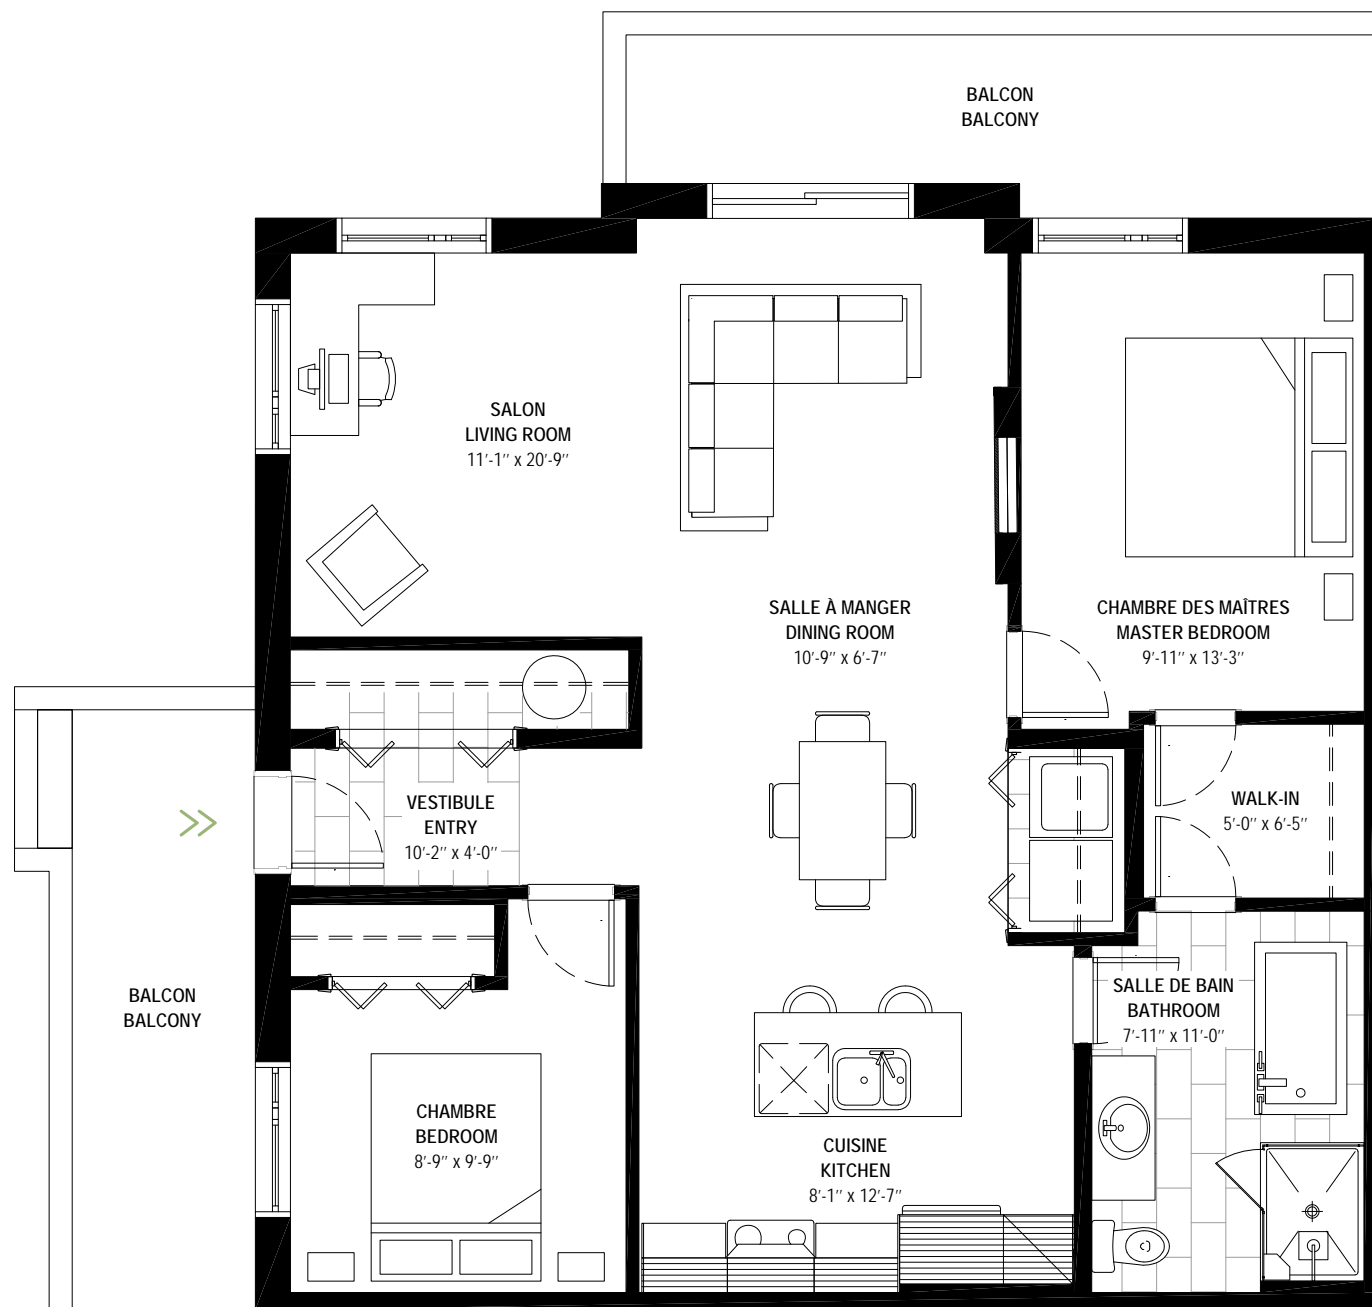 BALCON
BALCONY
SALON
LIVING ROOM
11'-1'' x 20'-9''
SALLE À MANGER
DINING ROOM
10'-9'' x 6'-7''
CHAMBRE DES MAÎTRES
MASTER BEDROOM
9'-11'' x 13'-3''
VESTIBULE
ENTRY
10'-2'' x 4'-0''
WALK-IN
5'-0'' x 6'-5''
BALCON
BALCONY
SALLE DE BAIN
BATHROOM
7'-11'' x 11'-0''
CHAMBRE
BEDROOM
8'-9'' x 9'-9''
CUISINE
KITCHEN
8'-1'' x 12'-7''